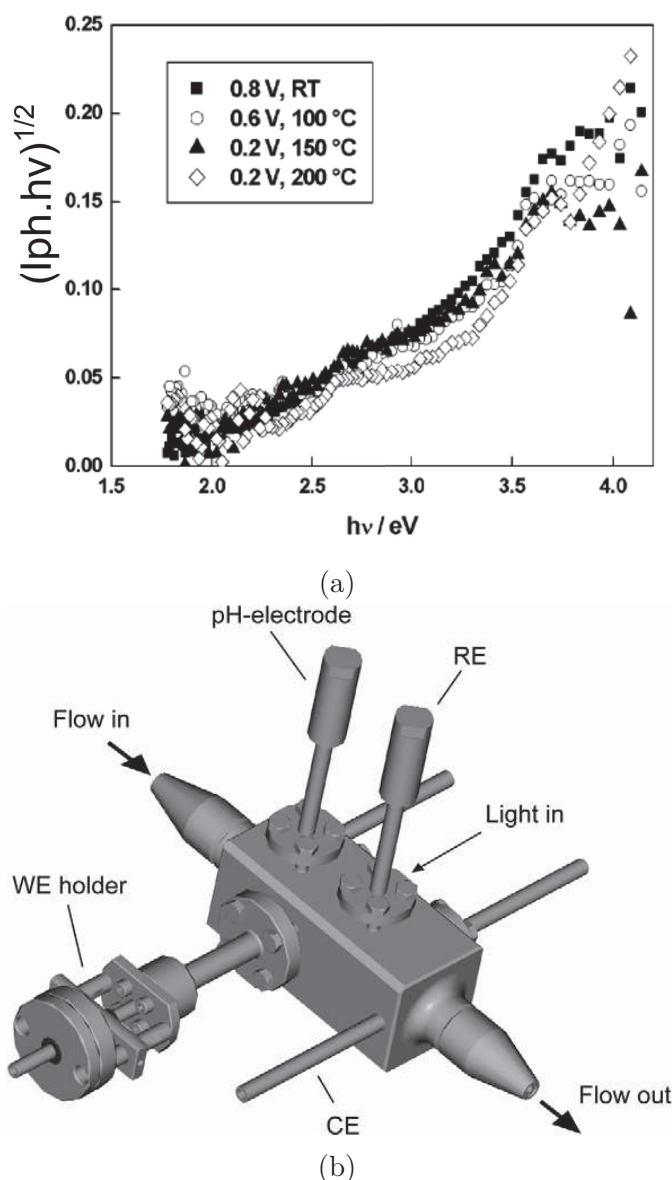 0.25
0.20
0.15
0.10
0.05
0.00
(Iph.hv)^1/2
0.8 V, RT
0.6 V, 100 °C
0.2 V, 150 °C
0.2 V, 200 °C
1.5 2.0 2.5 3.0 3.5 4.0
hν / eV
(a)
pH-electrode
RE
Flow in
Light in
WE holder
CE
Flow out
(b)